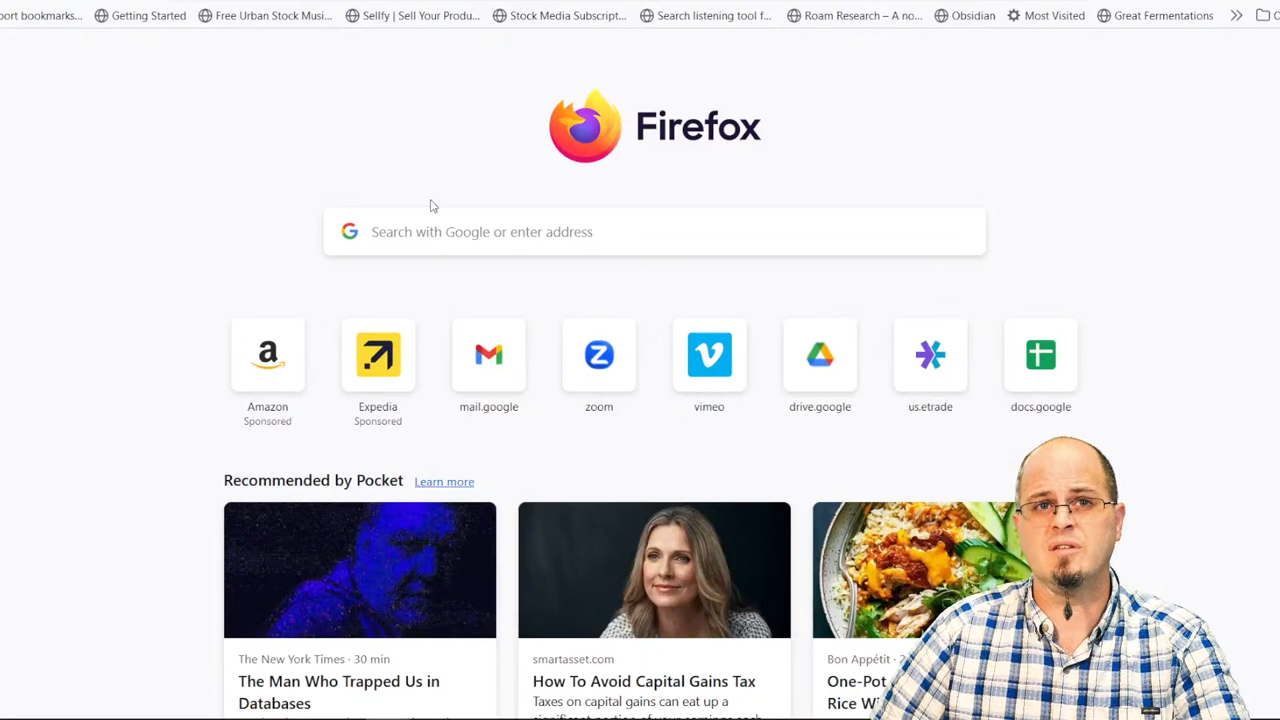 ort bookmarks... Getting Started Free Urban Stock Musi... Sellfy | Sell Your Produ... Stock Media Subscript... Search listening tool f... Roam Research – A no... Obsidian Most Visited Great Fermentations
Firefox
Search with Google or enter address
Amazon
Sponsored
Expedia
Sponsored
mail.google
zoom
vimeo
drive.google
us.etrade
docs.google
Recommended by Pocket Learn more
The New York Times · 30 min
The Man Who Trapped Us in
Databases
smartasset.com
How To Avoid Capital Gains Tax
Taxes on capital gains can eat up a
Bon Appétit · 2
One-Pot
Rice Wi